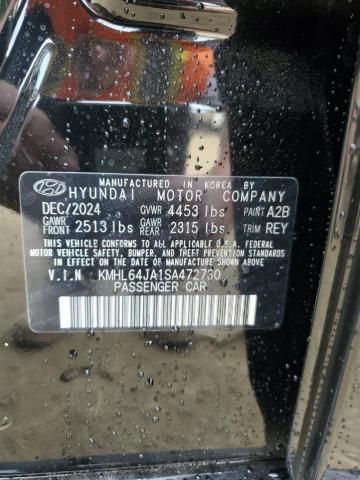 MANUFACTURED IN KOREA BY
HYUNDAI MOTOR COMPANY
DEC/2024 GVWR 4453 lbs PAINT A2B
GAWR FRONT 2513 lbs GAWR REAR 2315 lbs TRIM REY
THIS VEHICLE CONFORMS TO ALL APPLICABLE U.S.A. FEDERAL
MOTOR VEHICLE SAFETY, BUMPER, AND THEFT PREVENTION
STANDARDS IN EFFECT ON THE DATE OF MANUFACTURE SHOWN ABOVE.
V.I.N KMHL64JA1SA472730
PASSENGER CAR